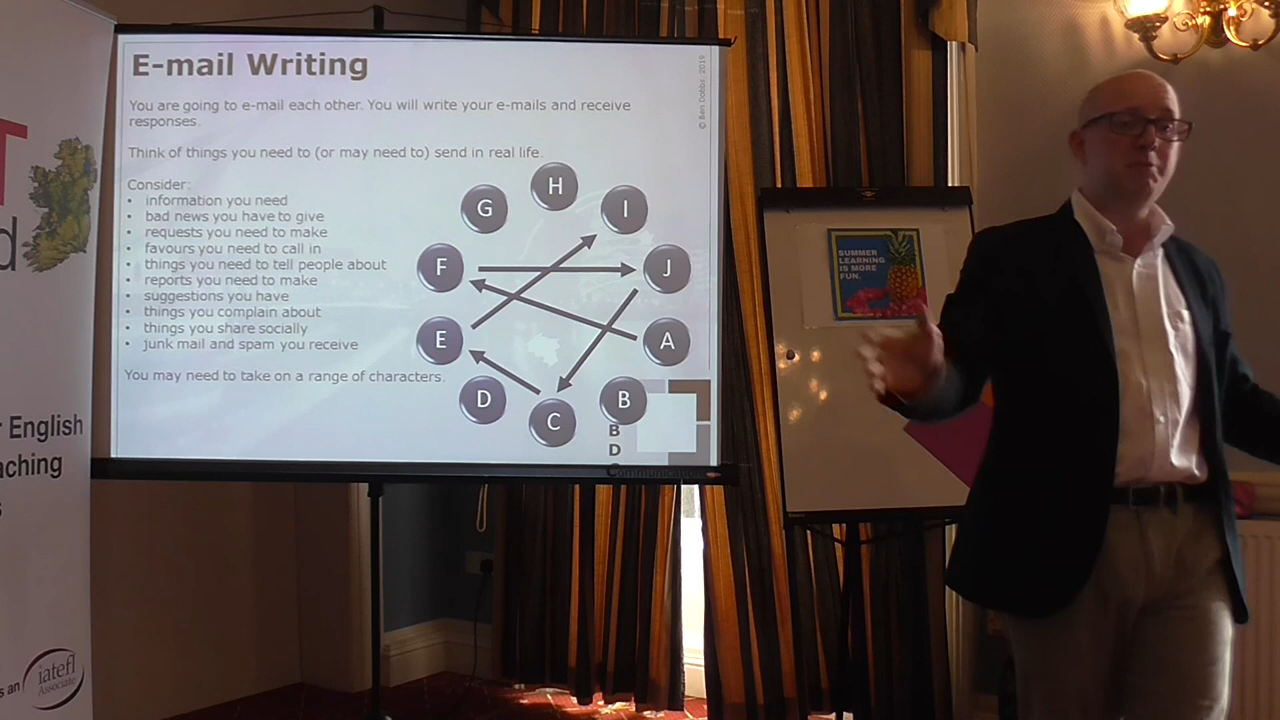 E-mail Writing
You are going to e-mail each other. You will write your e-mails and receive
responses.
Think of things you need to (or may need to) send in real life.
Consider:
• information you need
• bad news you have to give
• requests you need to make
• favours you need to call in
• things you need to tell people about
• reports you need to make
• suggestions you have
• things you complain about
• things you share socially
• junk mail and spam you receive
You may need to take on a range of characters.
© Ben Dobbs, 2019
H
G
I
F
J
E
A
D
B
C
B
D
Communication
SUMMER
LEARNING
IS MORE
FUN.
T
d
r English
aching
s
s an
iatefl
Associate